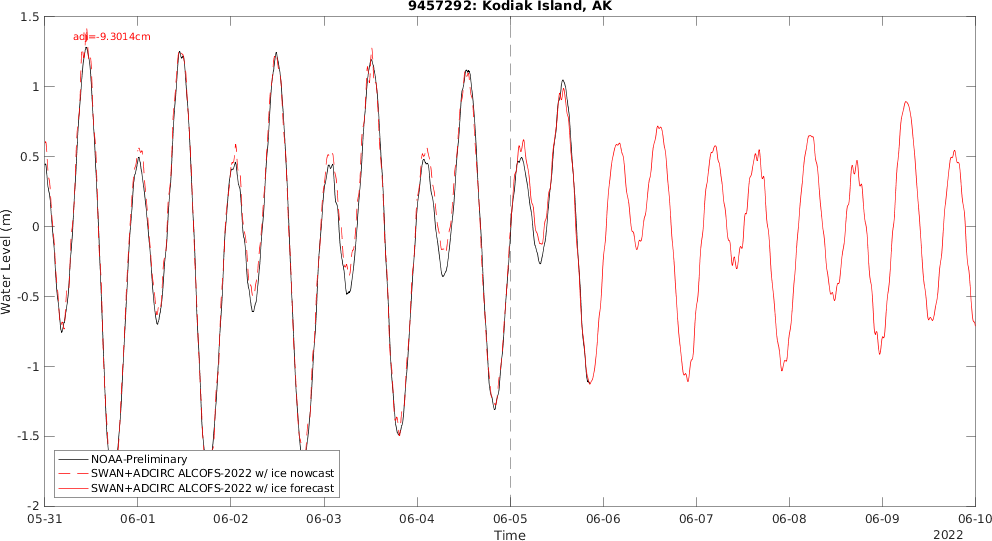 9457292: Kodiak Island, AK
adj=-9.3014cm
1.5
1
0.5
0
-0.5
-1
-1.5
-2
Water Level (m)
NOAA-Preliminary
SWAN+ADCIRC ALCOFS-2022 w/ ice nowcast
SWAN+ADCIRC ALCOFS-2022 w/ ice forecast
05-31 06-01 06-02 06-03 06-04 06-05 06-06 06-07 06-08 06-09 06-10
Time
2022